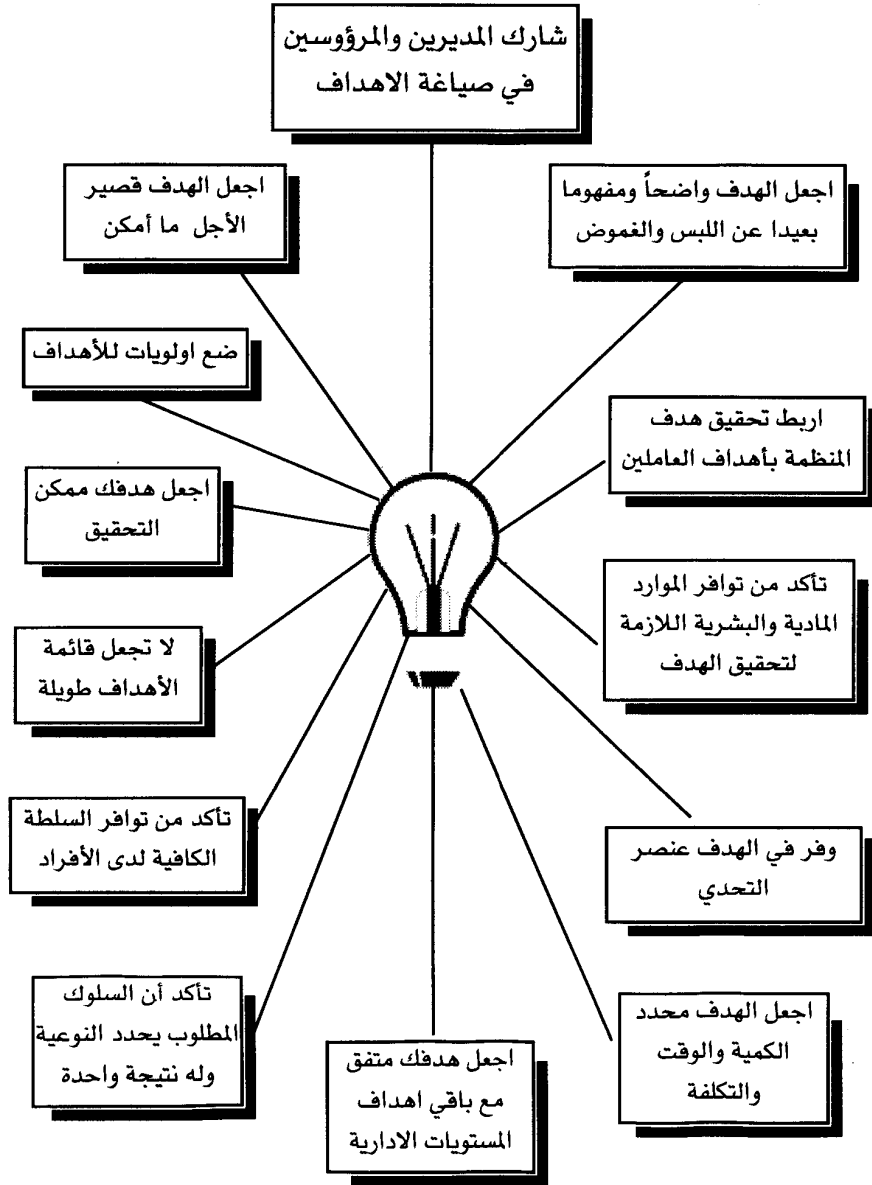 شارك المديرين والمرؤوسين
في صياغة الاهداف
اجعل الهدف واضحاً ومفهوما
بعيدا عن اللبس والغموض
اجعل الهدف قصير
الأجل ما أمكن
ضع اولويات للأهداف
اربط تحقيق هدف
المنظمة بأهداف العاملين
اجعل هدفك ممكن
التحقيق
تأكد من توافر الموارد
المادية والبشرية اللازمة
لتحقيق الهدف
لا تجعل قائمة
الأهداف طويلة
وفر في الهدف عنصر
التحدي
تأكد من توافر السلطة
الكافية لدى الأفراد
اجعل الهدف محدد
الكمية والوقت
والتكلفة
اجعل هدفك متفق
مع باقي اهداف
المستويات الادارية
تأكد أن السلوك
المطلوب يحدد النوعية
وله نتيجة واحدة